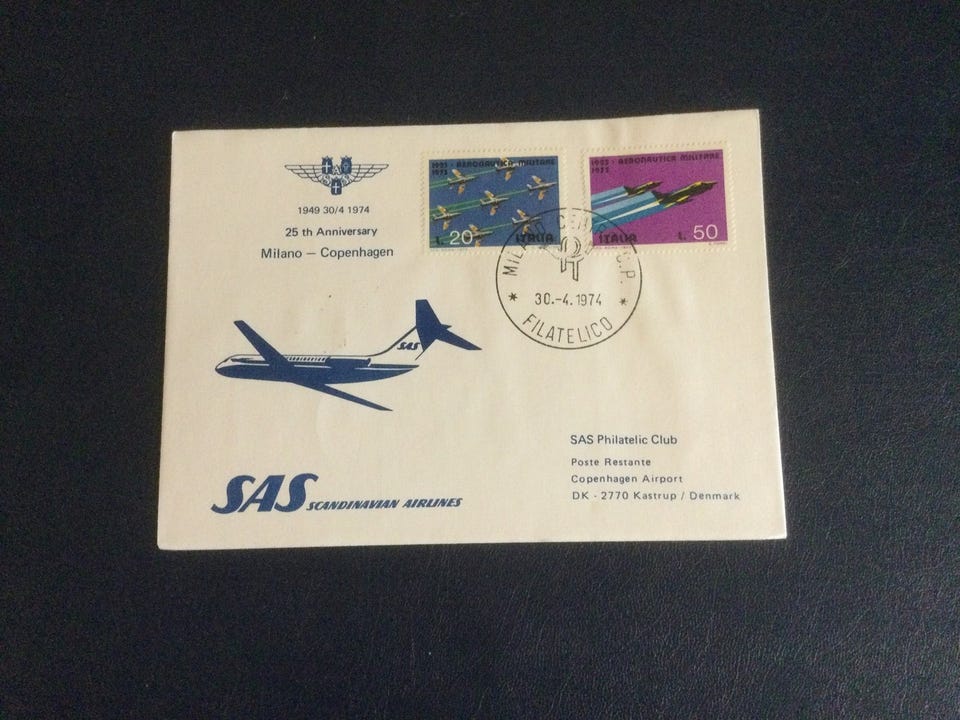 1949 30/4 1974
25th Anniversary
Milano – Copenhagen
1923 · AERONAUTICA MILITARE
1973
L. 20 ITALIA
1923 · AERONAUTICA MILITARE
1973
ITALIA L. 50
MILANO C.P.
30.-4.1974
FILATELICO
SAS
SAS SCANDINAVIAN AIRLINES
SAS Philatelic Club
Poste Restante
Copenhagen Airport
DK - 2770 Kastrup / Denmark